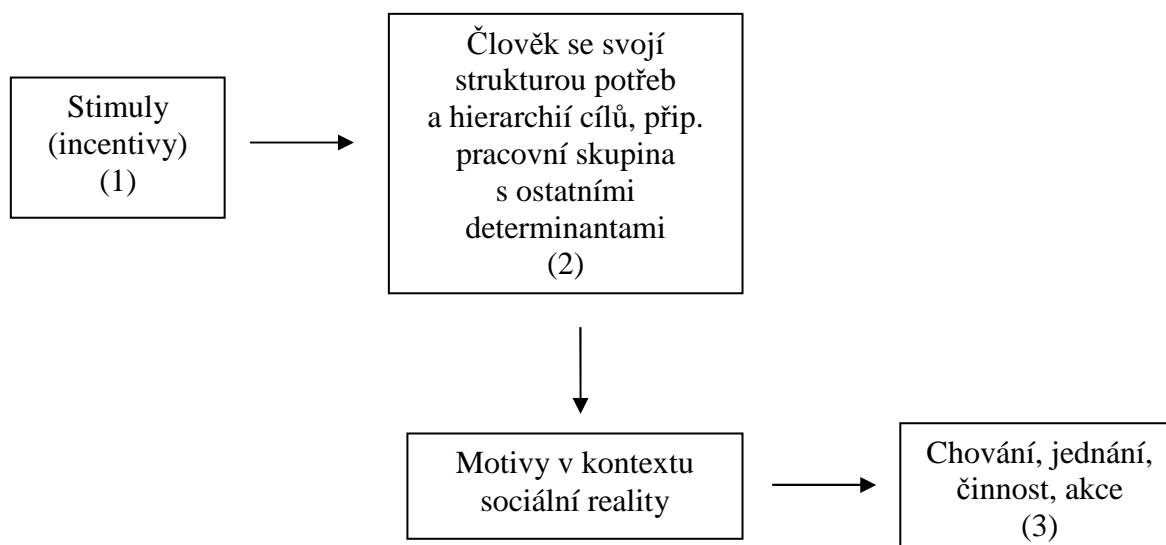 Stimuly
(incentivy)
(1)
Člověk se svojí
strukturou potřeb
a hierarchií cílů, přip.
pracovní skupina
s ostatními
determinantami
(2)
Motivy v kontextu
sociální reality
Chování, jednání,
činnost, akce
(3)